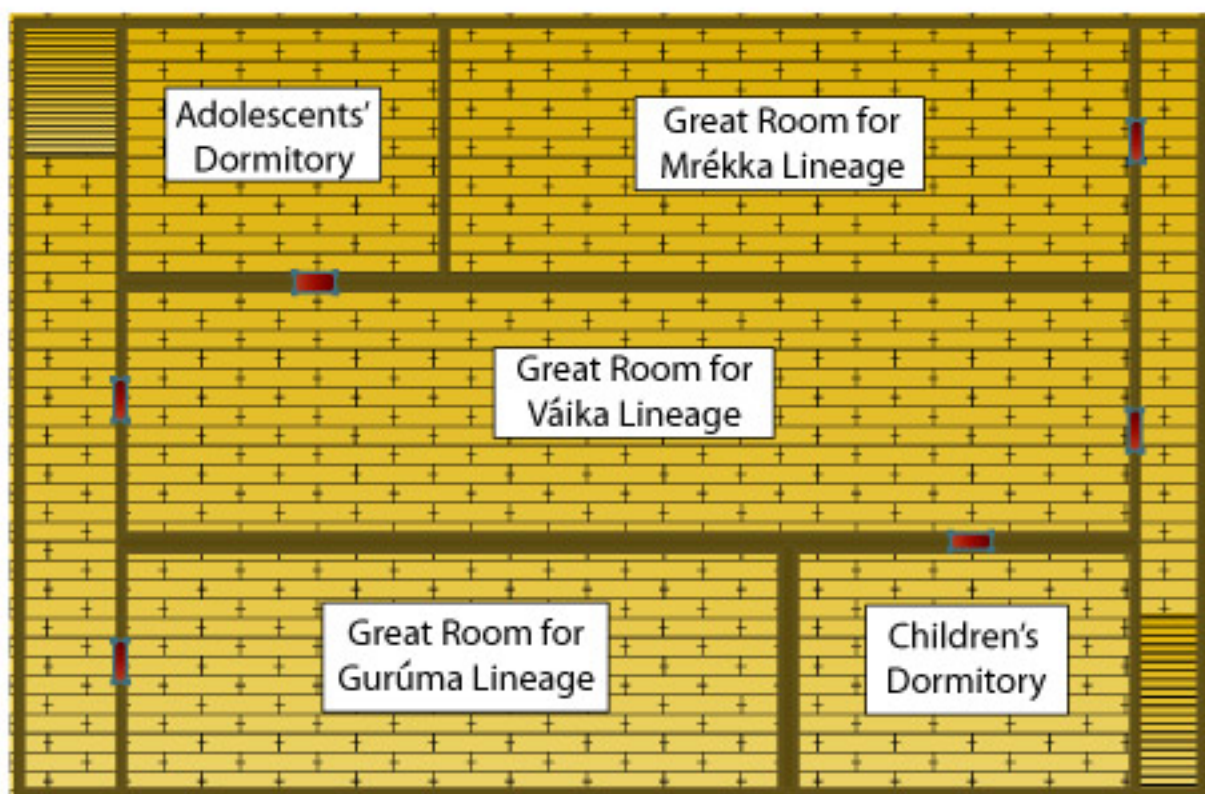 Adolescents’
Dormitory
Great Room for
Mrékka Lineage
Great Room for
Váika Lineage
Great Room for
Gurúma Lineage
Children’s
Dormitory